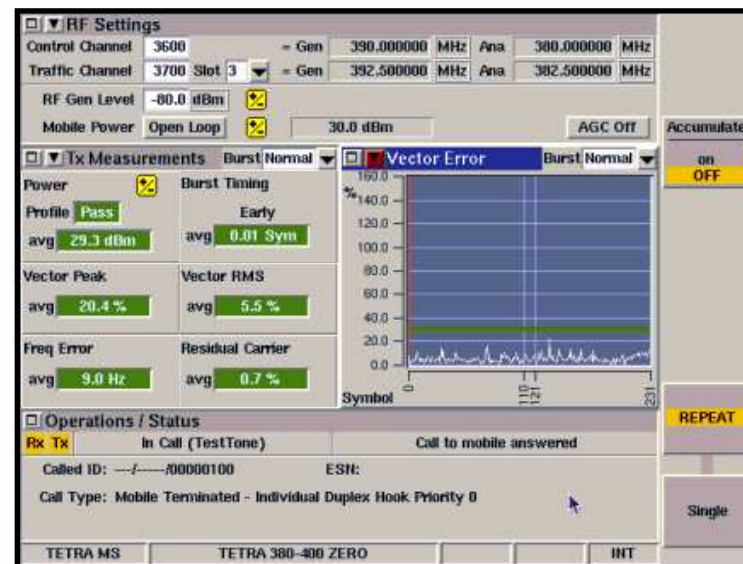 RF Settings
Control Channel 3600 = Gen 390.000000 MHz Ana 380.000000 MHz
Traffic Channel 3700 Slot 3 = Gen 392.500000 MHz Ana 382.500000 MHz
RF Gen Level -80.0 dBm
Mobile Power Open Loop 30.0 dBm AGC Off
Accumulate
on
OFF
Tx Measurements Burst Normal
Power Burst Timing
Profile Pass Early
avg 29.3 dBm avg 0.01 Sym
Vector Peak Vector RMS
avg 20.4 % avg 5.5 %
Freq Error Residual Carrier
avg 9.0 Hz avg 0.7 %
Vector Error Burst Normal
%
160.0
140.0
120.0
100.0
80.0
60.0
40.0
20.0
0.0
Symbol 0 110 121 231
REPEAT
Single
Operations / Status
Rx Tx In Call (TestTone) Call to mobile answered
Called ID: ---/-----/00000100 ESN:
Call Type: Mobile Terminated - Individual Duplex Hook Priority 0
TETRA MS TETRA 380-400 ZERO INT